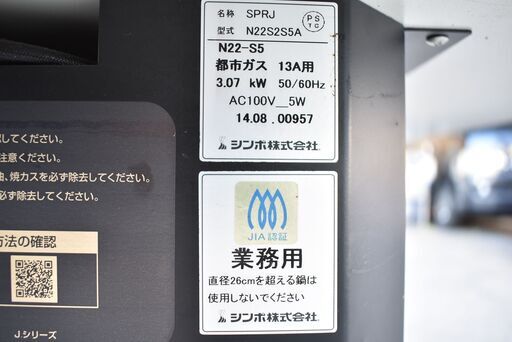 名称 SPRJ
PS
TG
型式 N22S2S5A
N22-S5
都市ガス 13A用
3.07 kW 50/60Hz
AC100V__5W
14.08 .00957
シンポ株式会社
してください。
注意ください。
油、焼カスを必ず除去してください。
必ず除去してください。
方法の確認
Jシリーズ
JIA認証
業務用
直径26cmを超える鍋は
使用しないでください
シンポ株式会社